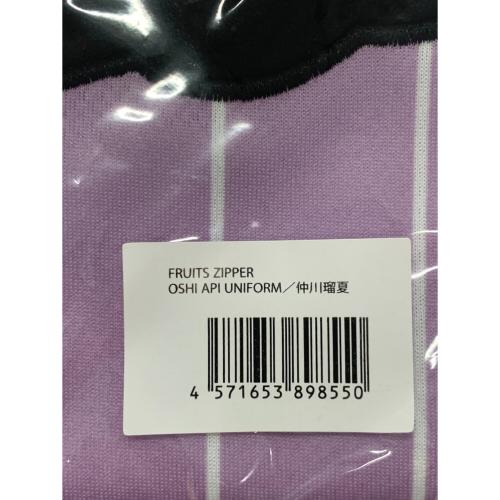 FRUITS ZIPPER
OSHI API UNIFORM／仲川瑠夏
4 571653 898550